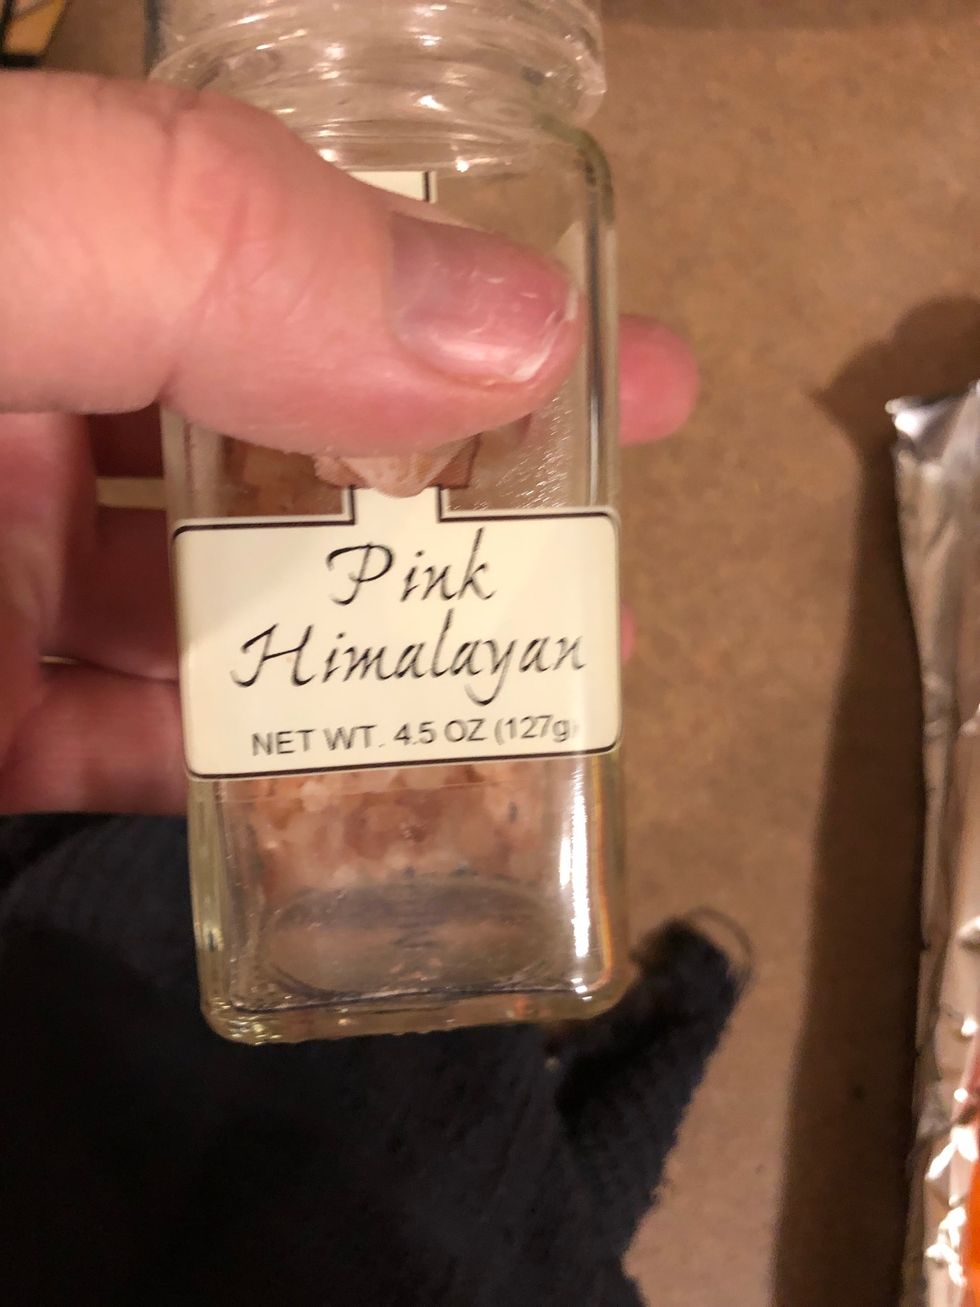 Pink
Himalayan
NET WT. 4.5 OZ (127g)